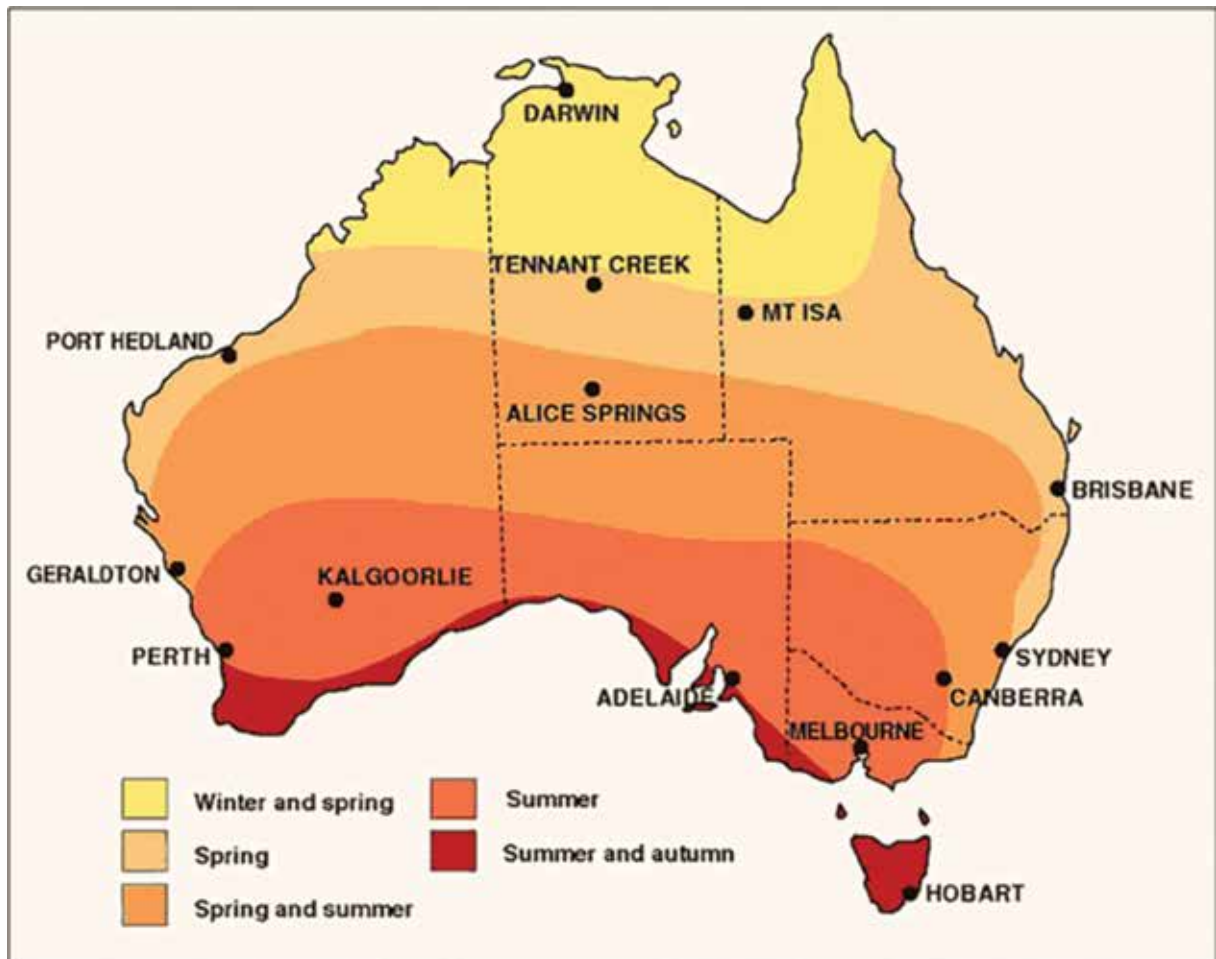 DARWIN
TENNANT CREEK
MT ISA
PORT HEDLAND
ALICE SPRINGS
BRISBANE
GERALDTON
KALGOORLIE
PERTH
SYDNEY
ADELAIDE
CANBERRA
MELBOURNE
Winter and spring
Summer
Spring
Summer and autumn
Spring and summer
HOBART